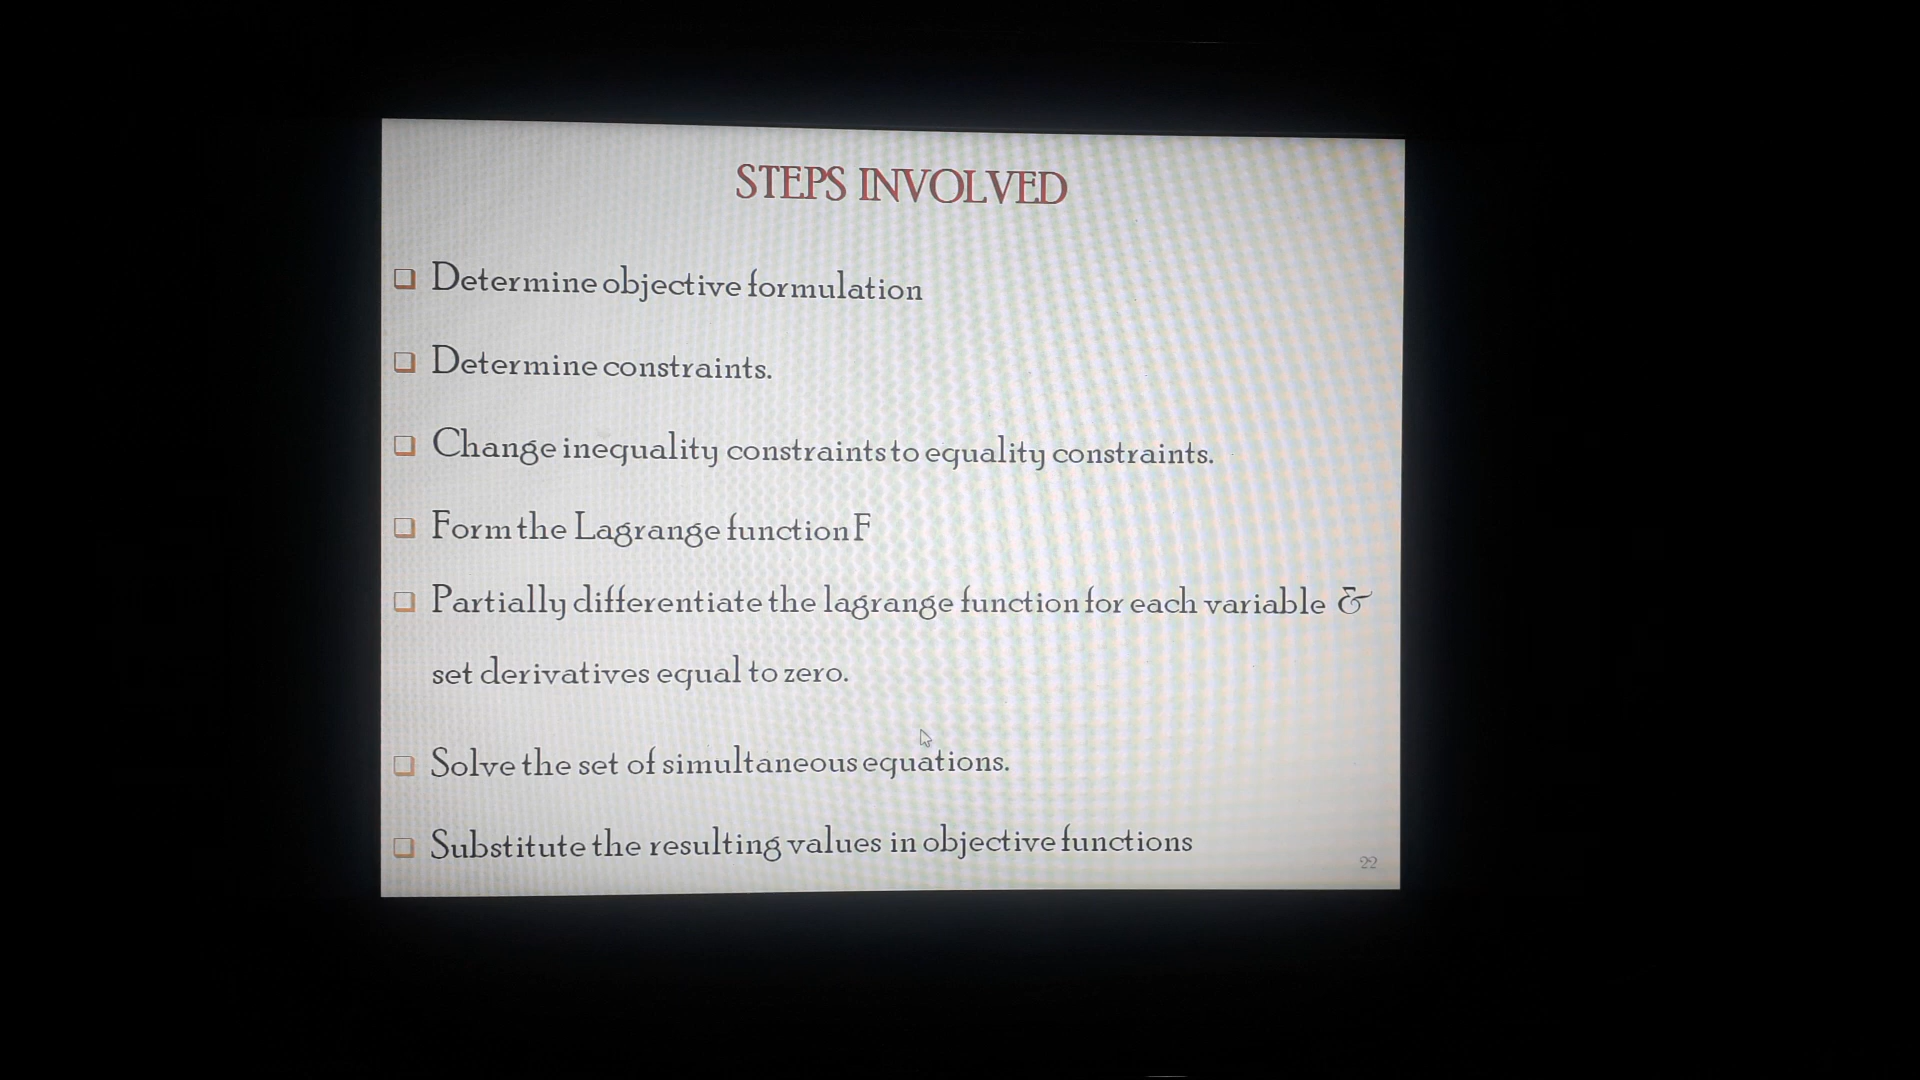 STEPS INVOLVED
Determine objective formulation
Determine constraints.
Change inequality constraints to equality constraints.
Form the Lagrange function F
Partially differentiate the lagrange function for each variable &
set derivatives equal to zero.
Solve the set of simultaneous equations.
Substitute the resulting values in objective functions
22